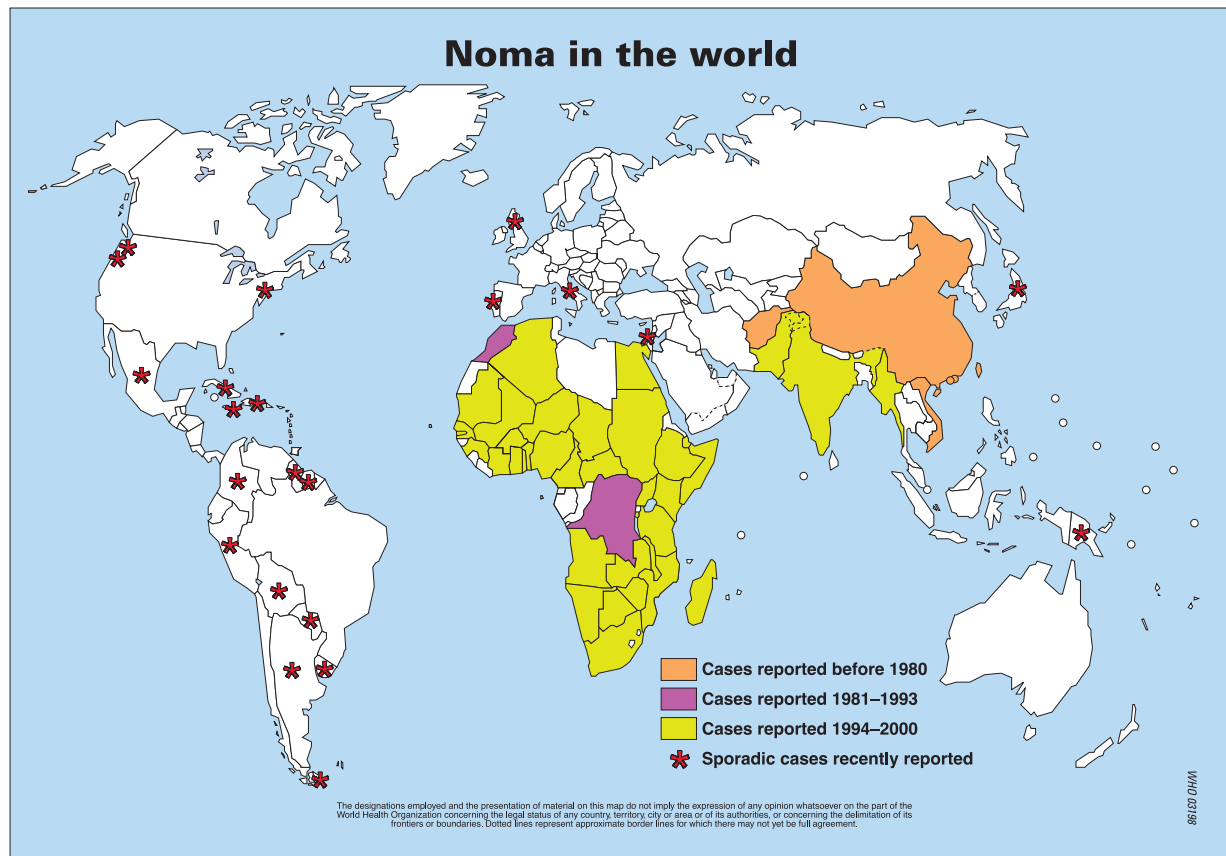 Noma in the world
Cases reported before 1980
Cases reported 1981–1993
Cases reported 1994–2000
Sporadic cases recently reported
The designations employed and the presentation of material on this map do not imply the expression of any opinion whatsoever on the part of the
World Health Organization concerning the legal status of any country, territory, city or area or of its authorities, or concerning the delimitation of its
frontiers or boundaries. Dotted lines represent approximate border lines for which there may not yet be full agreement.
WHO 03198